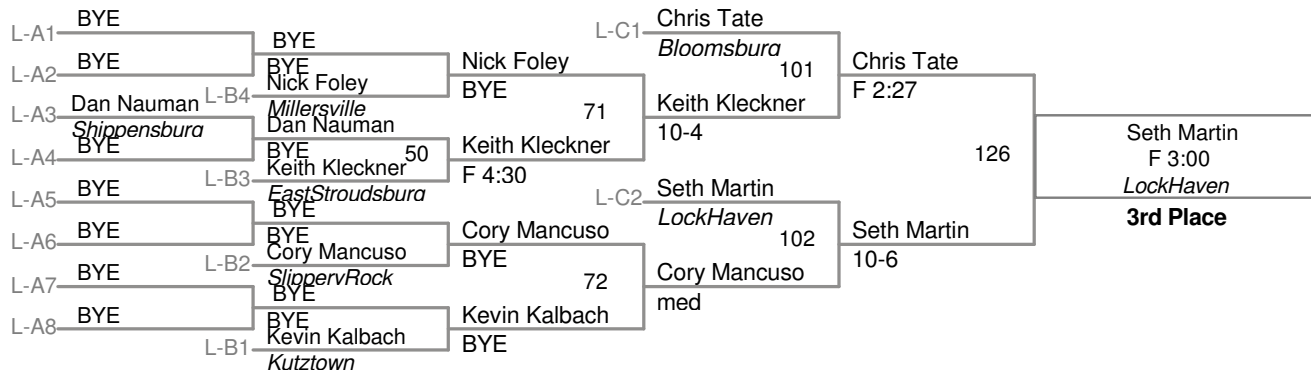 L-A1 BYE
L-A2 BYE
L-A3 Dan Nauman
Shippensbura
L-A4 BYE
L-A5 BYE
L-A6 BYE
L-A7 BYE
L-A8 BYE
BYE
BYE
L-B4 Nick Foley
Millersville
Dan Nauman
BYE
50
L-B3 Keith Kleckner
EastStroudsbura
BYE
BYE
L-B2 Cory Mancuso
SlippervRock
BYE
BYE
L-B1 Kevin Kalbach
Kutztown
Nick Foley
BYE
71
Keith Kleckner
F 4:30
Cory Mancuso
BYE
72
Kevin Kalbach
BYE
L-C1 Chris Tate
Bloomsbura
101
Keith Kleckner
10-4
L-C2 Seth Martin
LockHaven
102
Cory Mancuso
med
Chris Tate
F 2:27
126
Seth Martin
10-6
Seth Martin
F 3:00
LockHaven
3rd Place